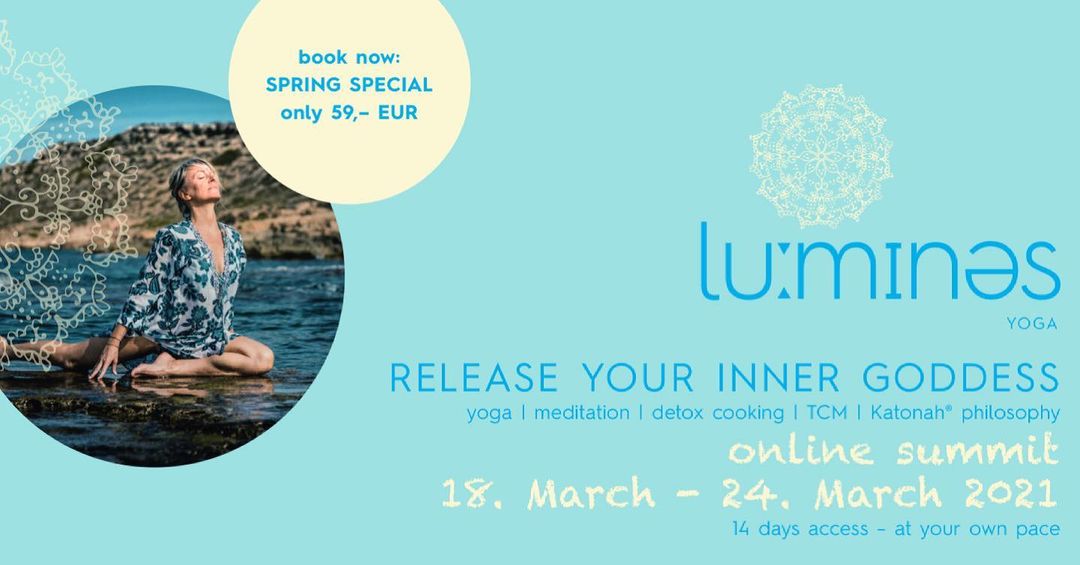 book now:
SPRING SPECIAL
only 59,– EUR
lu:mɪnəs
YOGA
RELEASE YOUR INNER GODDESS
yoga | meditation | detox cooking | TCM | Katonah® philosophy
online summit
18. March – 24. March 2021
14 days access – at your own pace